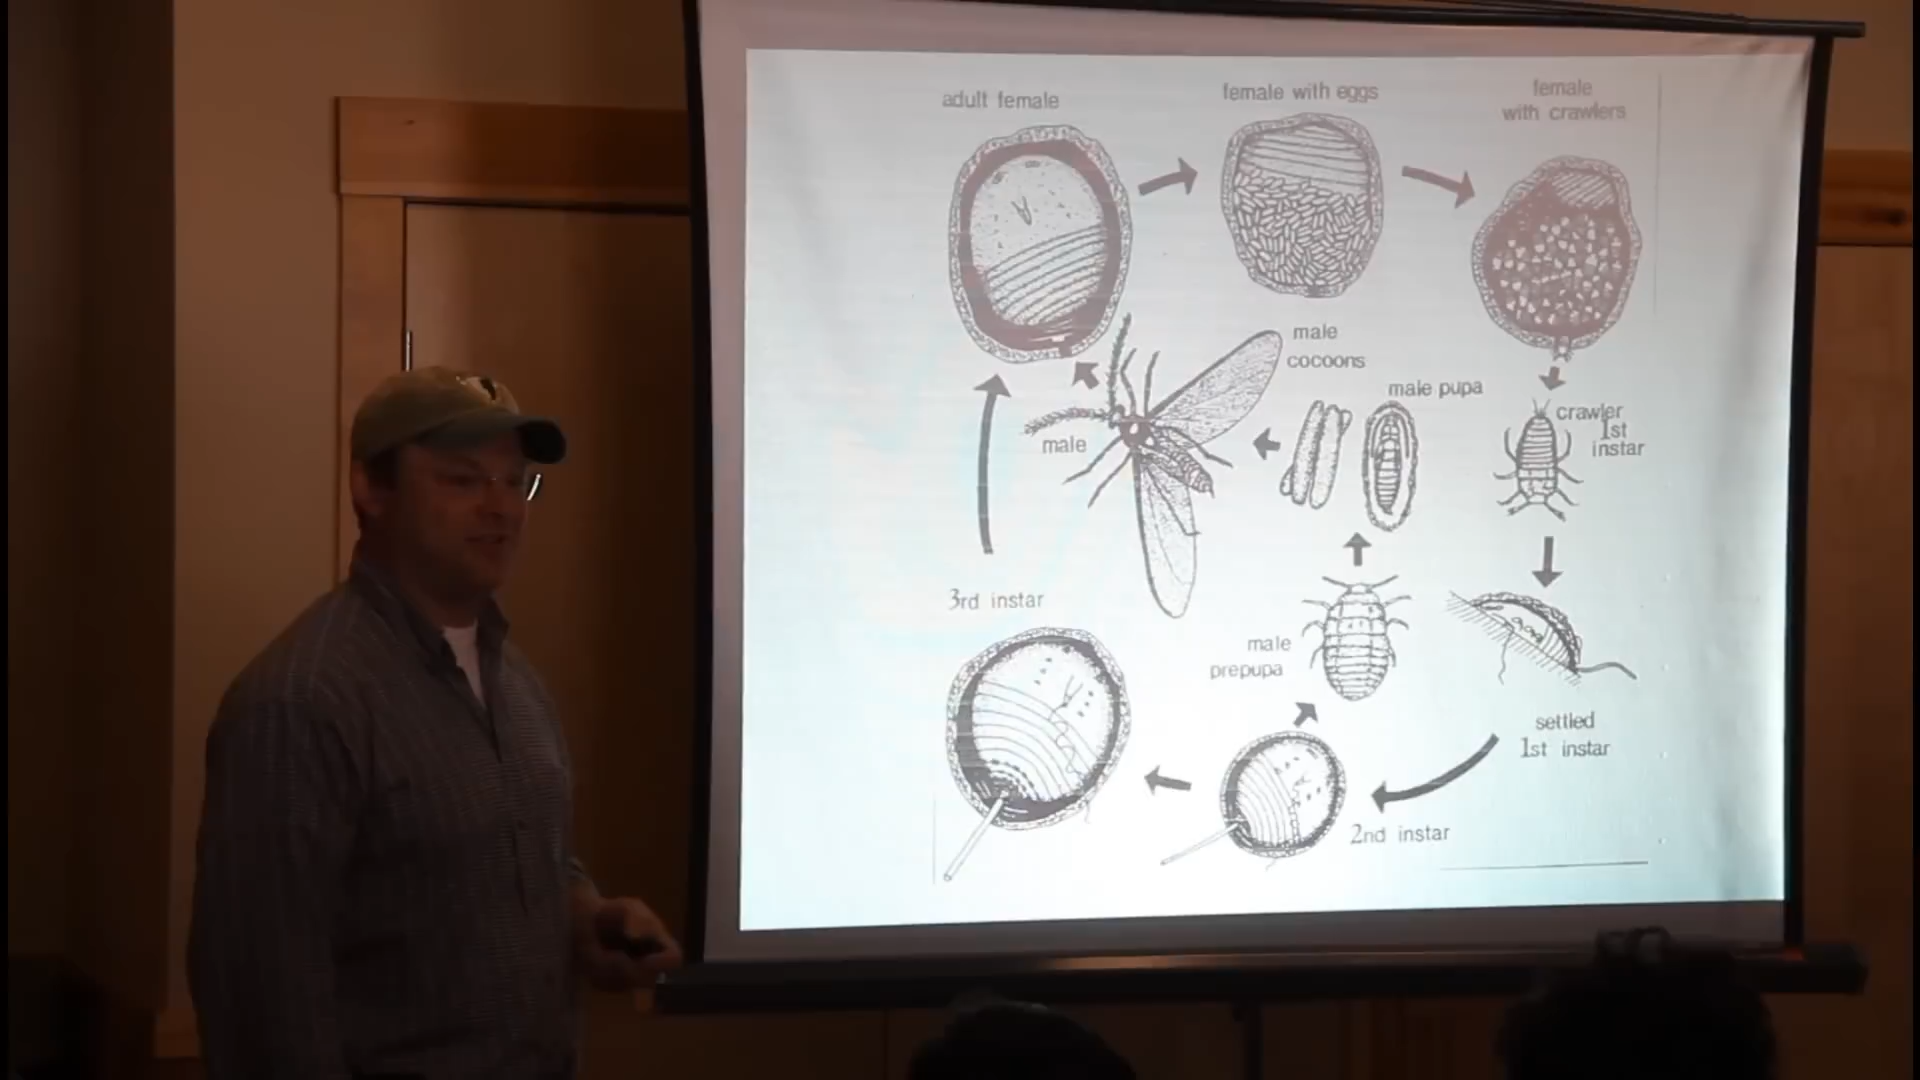 adult female
female with eggs
female
with crawlers
male
cocoons
male pupa
male
crawler
1st
instar
3rd instar
male
prepupa
settled
1st instar
2nd instar